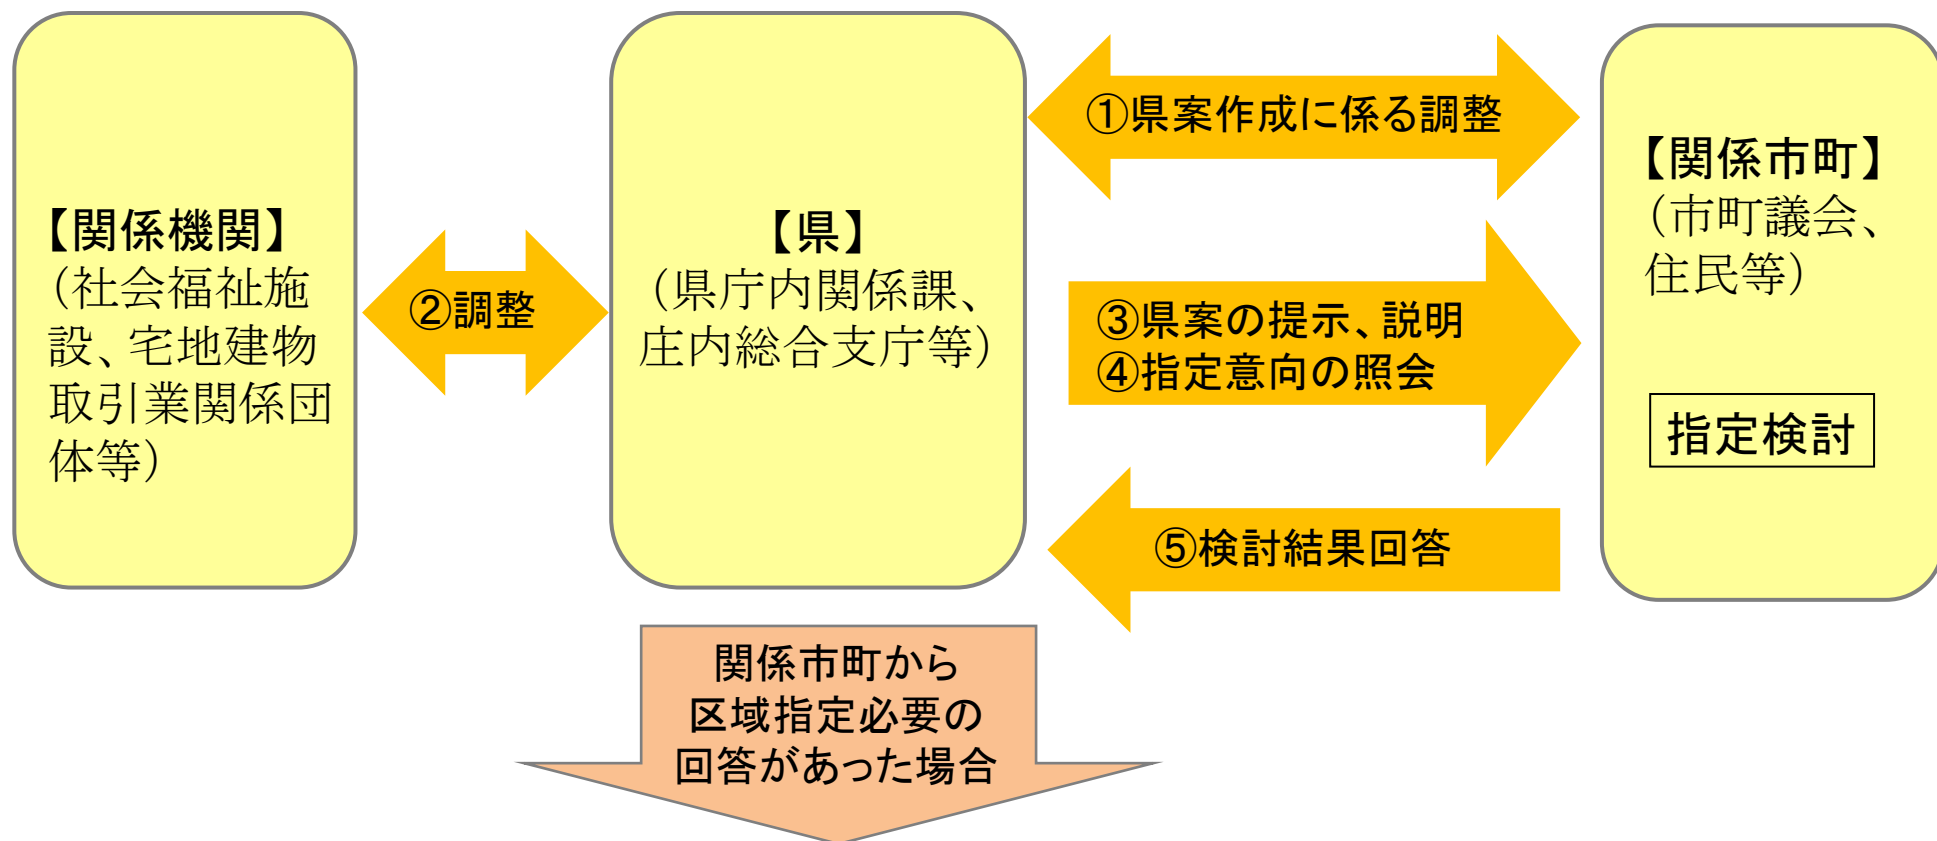 【関係機関】
（社会福祉施
設、宅地建物
取引業関係団
体等）
②調整
【県】
（県庁内関係課、
庄内総合支庁等）
①県案作成に係る調整
③県案の提示、説明
④指定意向の照会
⑤検討結果回答
【関係市町】
（市町議会、
住民等）
指定検討
関係市町から
区域指定必要の
回答があった場合